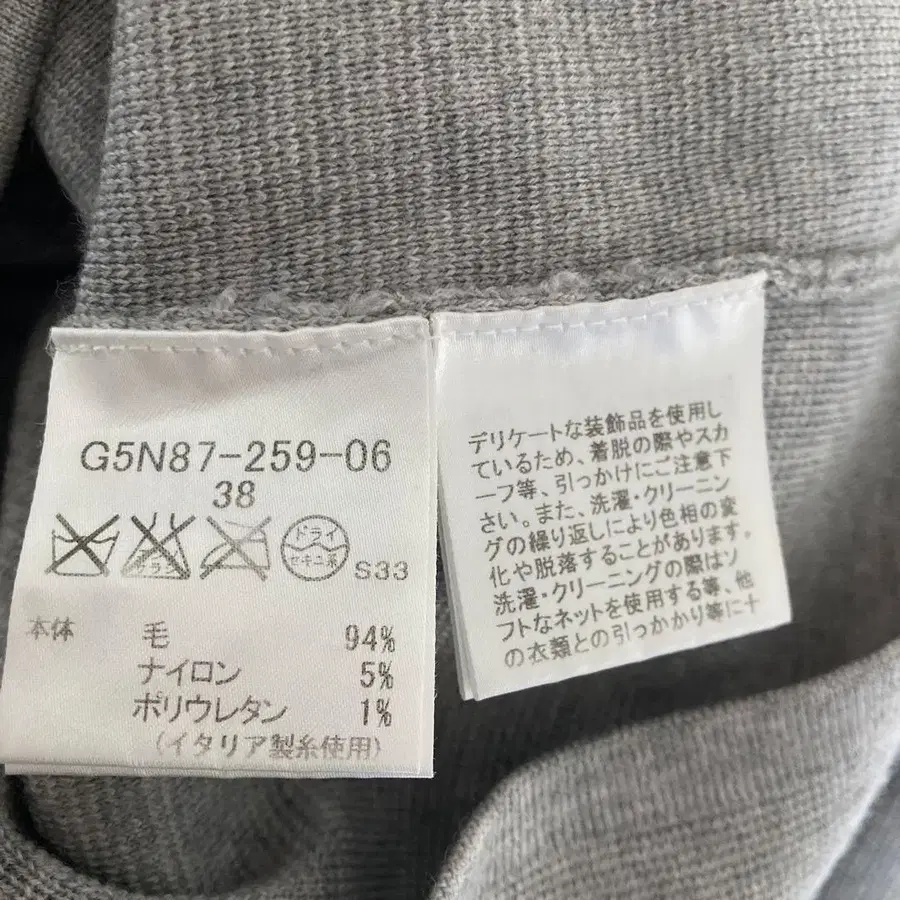 G5N87-259-06
38
エンソ
サラシ
ドライ
セキユ系
S33
本体 毛 94%
ナイロン 5%
ポリウレタン 1%
(イタリア製糸使用)
デリケートな装飾品を使用し
ているため、着脱の際やスカ
ーフ等、引っかけにご注意下
さい。また、洗濯・クリーニン
グの繰り返しにより色相の変
化や脱落することがあります。
洗濯・クリーニングの際はソ
フトなネットを使用する等、他
の衣類との引っかかり等に十